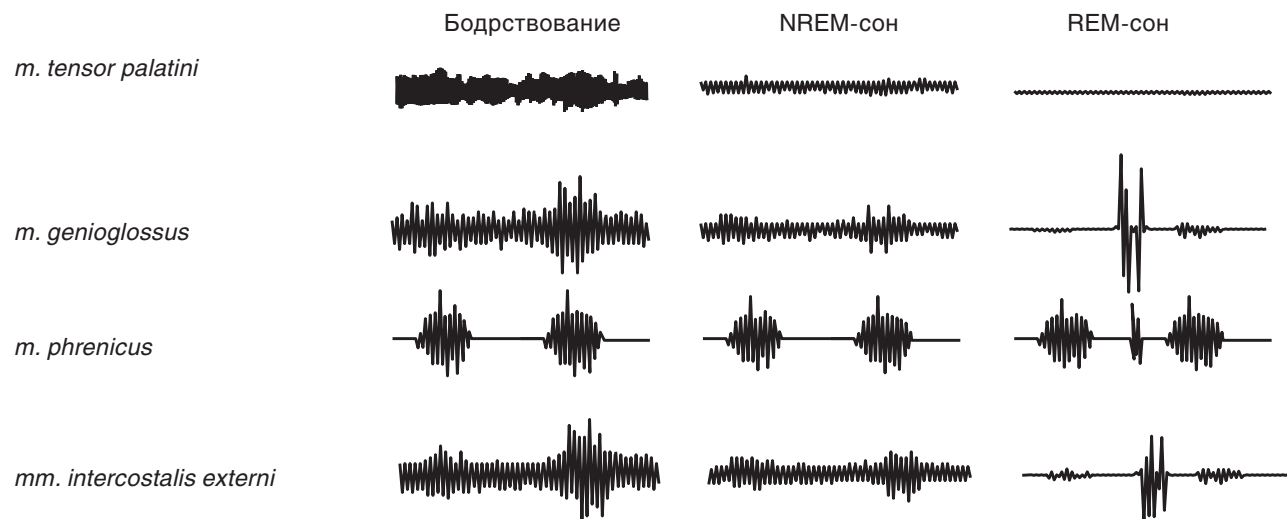 Бодрствование NREM-сон REM-сон
m. tensor palatini
m. genioglossus
m. phrenicus
mm. intercostalis externi